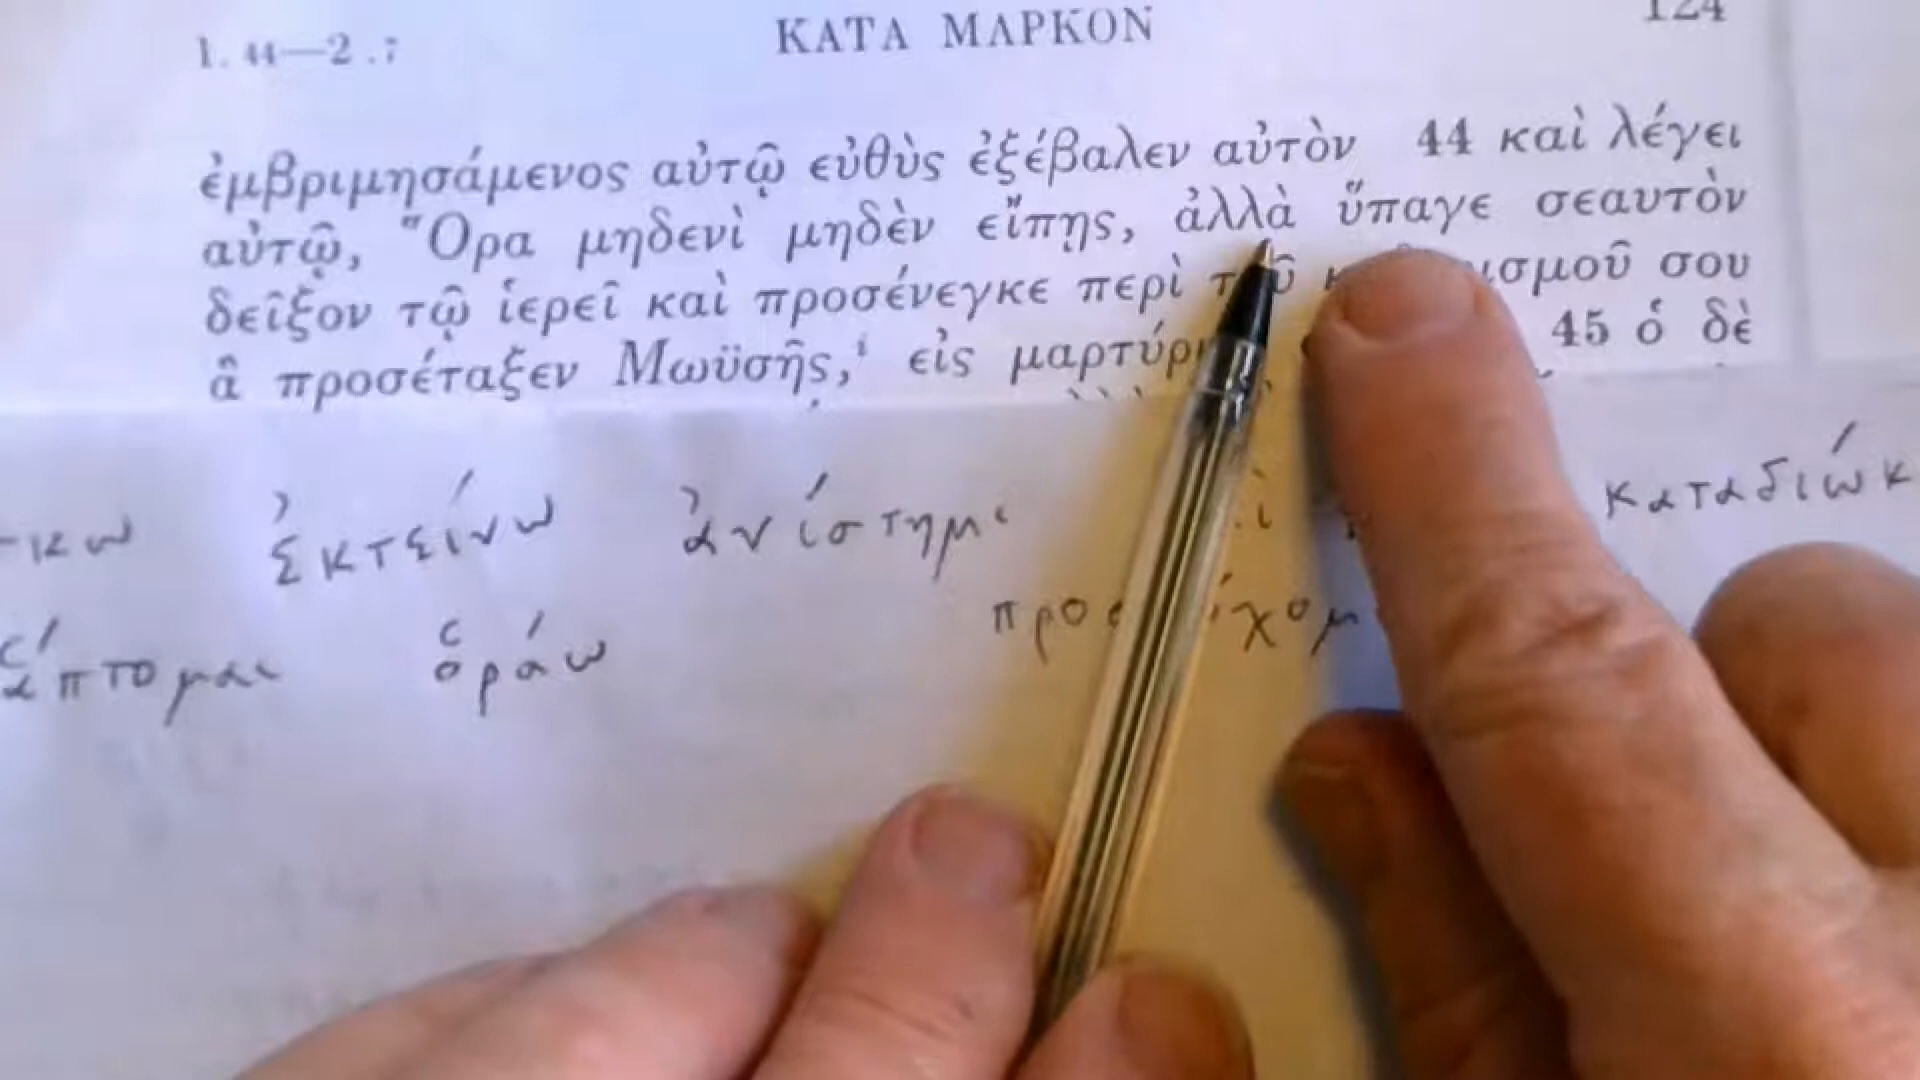 1. 44—2 .7 ΚΑΤΑ ΜΑΡΚΟΝ 124
ἐμβριμησάμενος αὐτῷ εὐθὺς ἐξέβαλεν αὐτὸν 44 καὶ λέγει
αὐτῷ, Ὅρα μηδενὶ μηδὲν εἴπῃς, ἀλλὰ ὕπαγε σεαυτὸν
δεῖξον τῷ ἱερεῖ καὶ προσένεγκε περὶ σου
ἃ προσέταξεν Μωϋσῆς,ⁱ εἰς 45 ὁ δὲ
ἐκτείνω ἀνίστημι
ἅπτομαι ὁράω